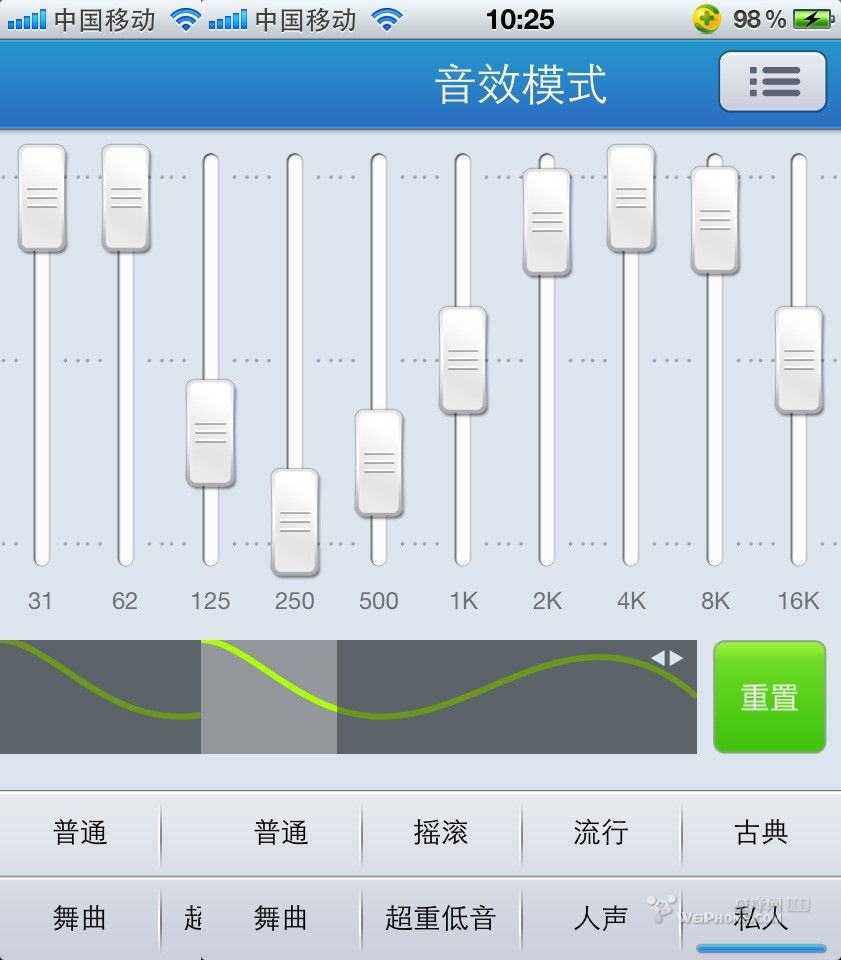 中国移动 中国移动 10:25 98%
音效模式
31 62 125 250 500 1K 2K 4K 8K 16K
重置
普通 普通 摇滚 流行 古典
舞曲 超 舞曲 超重低音 人声 私人
WEIPHONE.COM